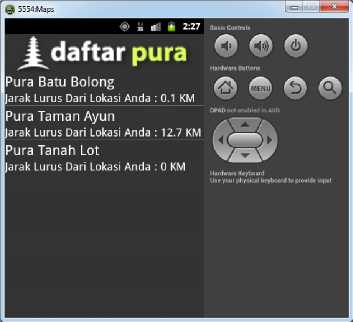 5554:Maps
2:27
daftar pura
Pura Batu Bolong
Jarak Lurus Dari Lokasi Anda : 0.1 KM
Pura Taman Ayun
Jarak Lurus Dari Lokasi Anda : 12.7 KM
Pura Tanah Lot
Jarak Lurus Dari Lokasi Anda : 0 KM
Basic Controls
Hardware Buttons
MENU
DPAD not enabled in AVD
Hardware Keyboard
Use your physical keyboard to provide input